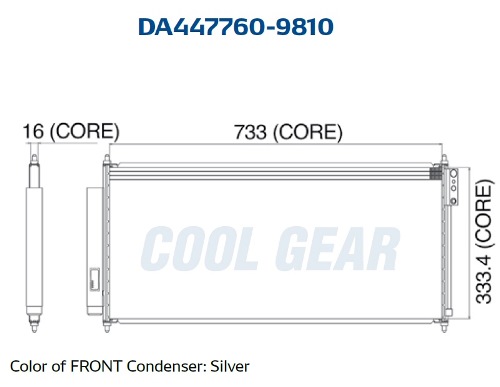 DA447760-9810
16 (CORE)
733 (CORE)
333.4 (CORE)
COOL GEAR
Color of FRONT Condenser: Silver